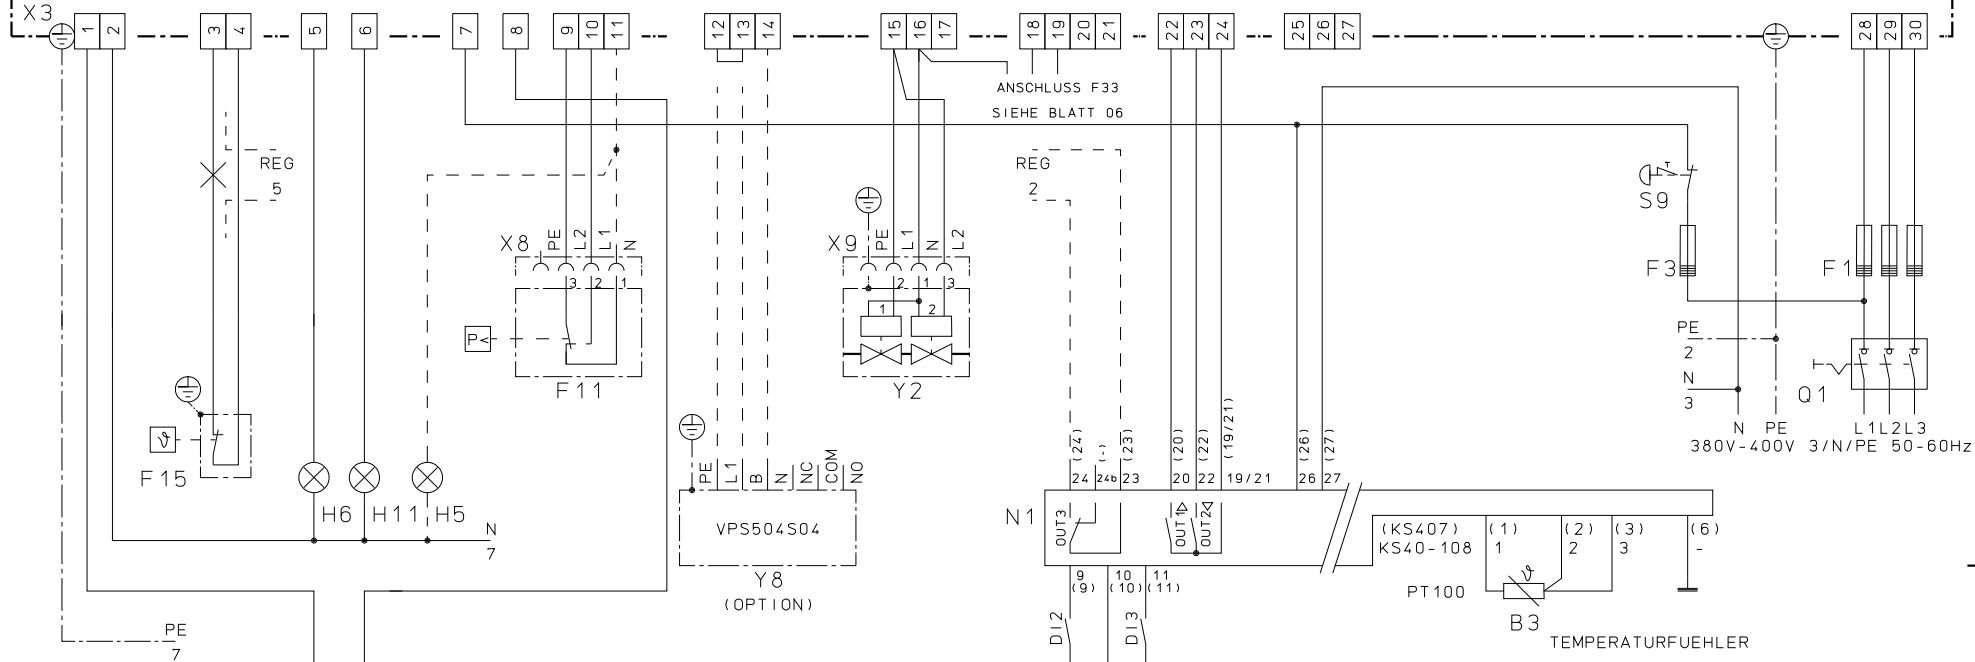 X3
1 2 3 4 5 6 7 8 9 10 11 12 13 14 15 16 17 18 19 20 21 22 23 24 25 26 27 28 29 30
ANSCHLUSS F33
SIEHE BLATT 06
REG
5
REG
2
S9
X8
PE L2 L1 N
X9
PE L1 N L2
3 2 1
2 1 3
1 2
F3
F1
P<
F11
Y2
PE
2
N
3
Q1
N PE L1 L2 L3
380V-400V 3/N/PE 50-60Hz
ϑ
F15
H6 H11 H5
N
7
PE L1 B N NC COM NO
VPS504S04
Y8
(OPTION)
(24) (-) (23) (20) (22) (19/21) (26) (27)
24 24b 23 20 22 19/21 26 27
N1
OUT3 OUT1 OUT2
(KS407) (1) (2) (3) (6)
KS40-108 1 2 3 -
9 10 11
(9) (10) (11)
ϑ
PT100
B3
TEMPERATURFUEHLER
DI2 DI3
PE
7